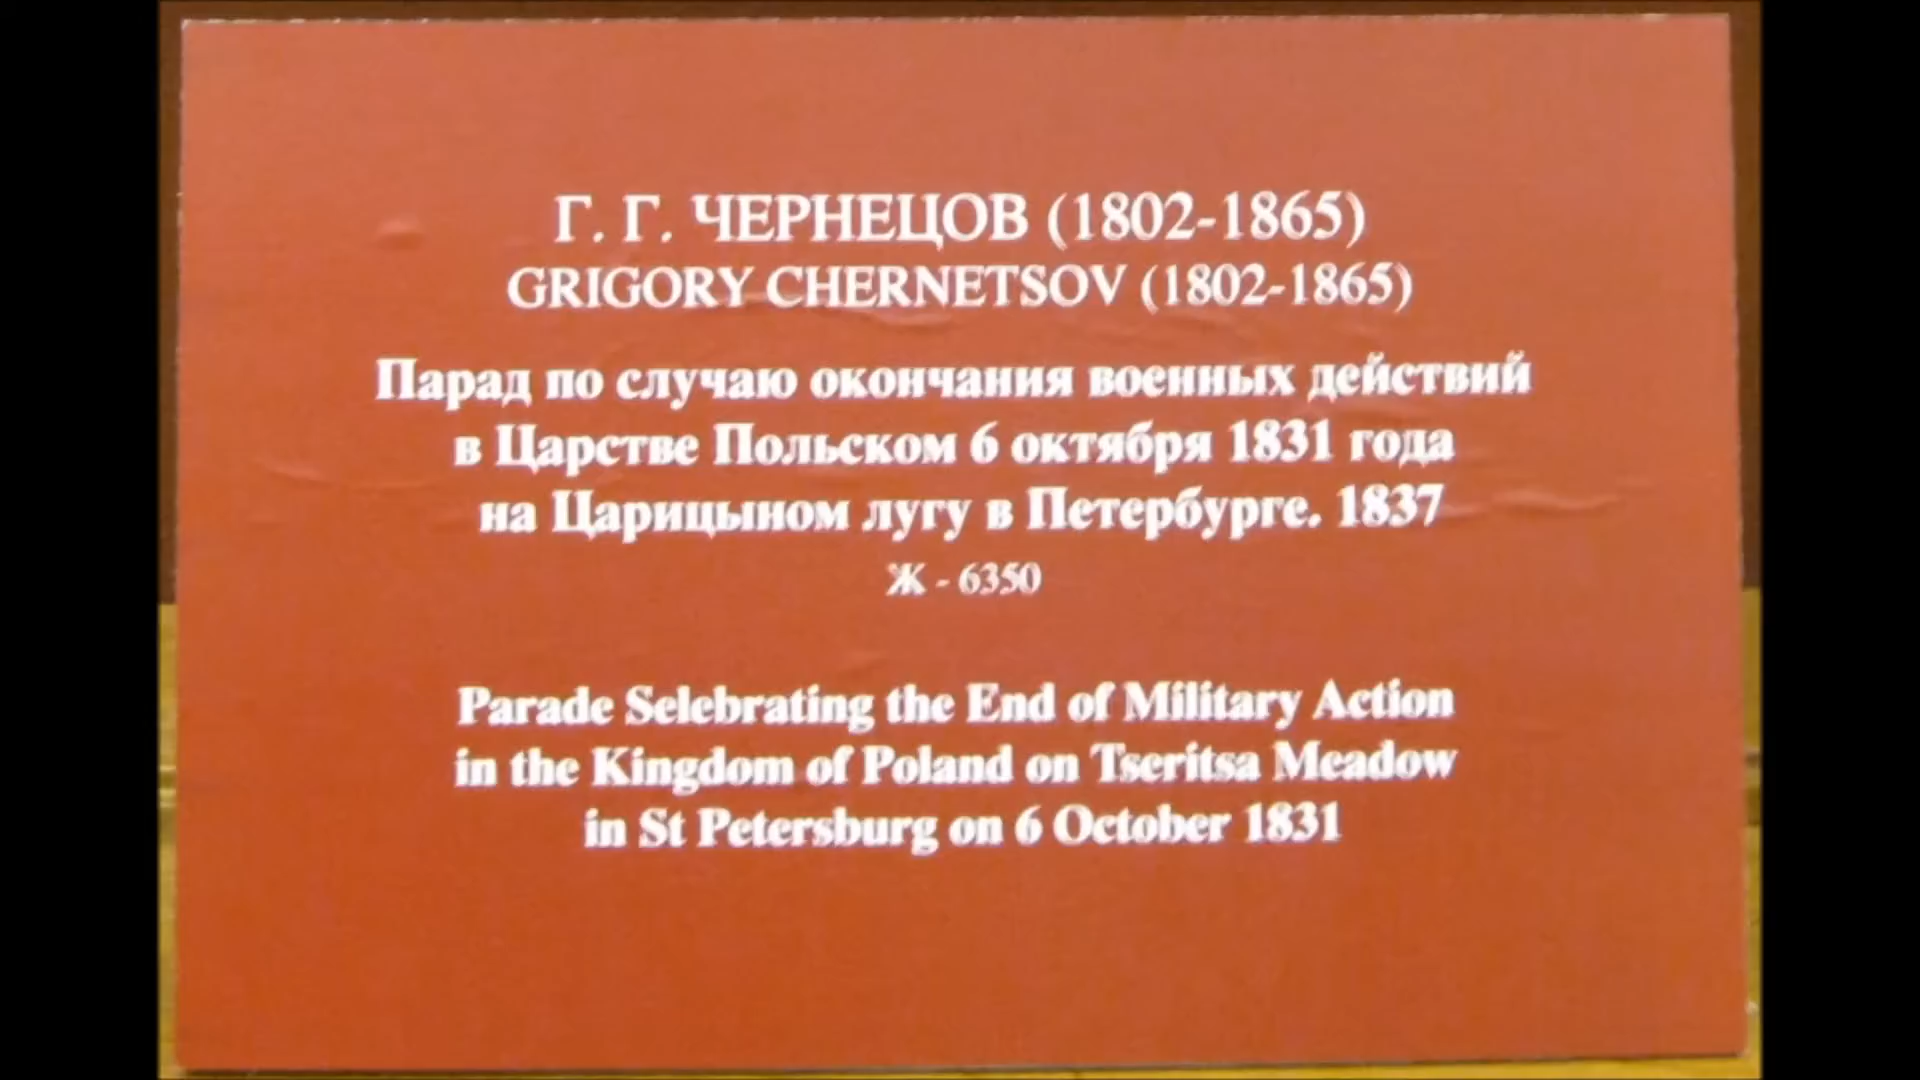 Г. Г. ЧЕРНЕЦОВ (1802-1865)
GRIGORY CHERNETSOV (1802-1865)
Парад по случаю окончания военных действий
в Царстве Польском 6 октября 1831 года
на Царицыном лугу в Петербурге. 1837
Ж - 6350
Parade Selebrating the End of Military Action
in the Kingdom of Poland on Tseritsa Meadow
in St Petersburg on 6 October 1831